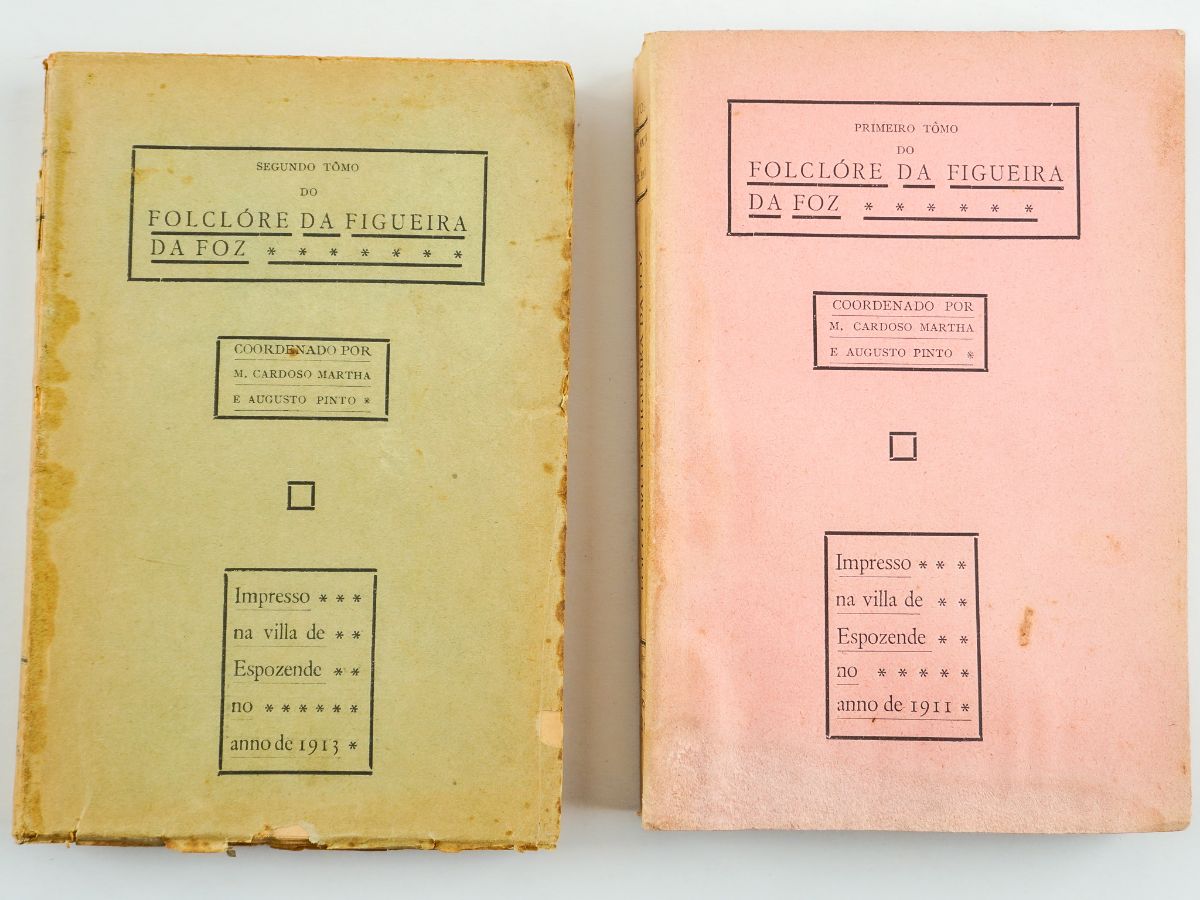 SEGUNDO TÔMO
DO
FOLCLÓRE DA FIGUEIRA
DA FOZ * * * * * * *
COORDENADO POR
M. CARDOSO MARTHA
E AUGUSTO PINTO *
Impresso * * *
na villa de * *
Espozende * *
no * * * * * *
anno de 1913 *
PRIMEIRO TÔMO
DO
FOLCLÓRE DA FIGUEIRA
DA FOZ * * * * * *
COORDENADO POR
M. CARDOSO MARTHA
E AUGUSTO PINTO *
Impresso * * *
na villa de * *
Espozende * *
no * * * * *
anno de 1911 *